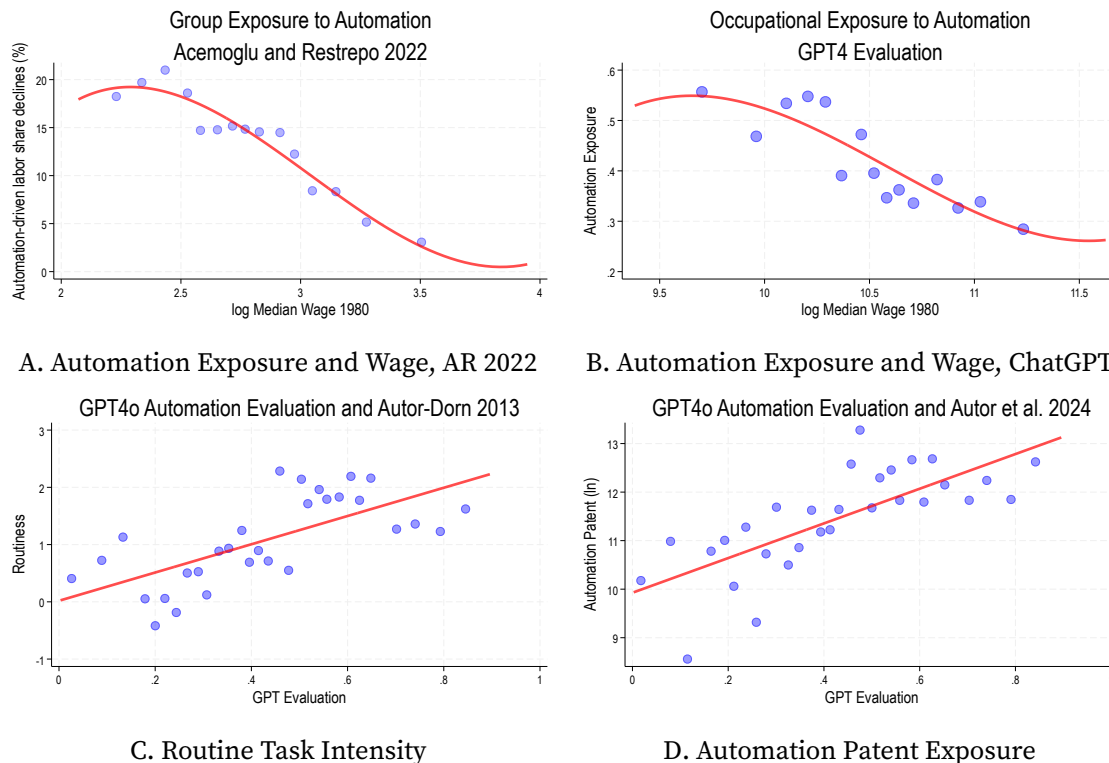 Group Exposure to Automation
Acemoglu and Restrepo 2022
Automation-driven labor share declines (%)
20
15
10
5
0
2
2.5
3
3.5
4
log Median Wage 1980
A. Automation Exposure and Wage, AR 2022
Occupational Exposure to Automation
GPT4 Evaluation
Automation Exposure
.6
.5
.4
.3
.2
9.5
10
10.5
11
11.5
log Median Wage 1980
B. Automation Exposure and Wage, ChatGPT
GPT4o Automation Evaluation and Autor-Dorn 2013
Routiness
3
2
1
0
-1
0
.2
.4
.6
.8
1
GPT Evaluation
C. Routine Task Intensity
GPT4o Automation Evaluation and Autor et al. 2024
Automation Patent (ln)
13
12
11
10
9
0
.2
.4
.6
.8
GPT Evaluation
D. Automation Patent Exposure